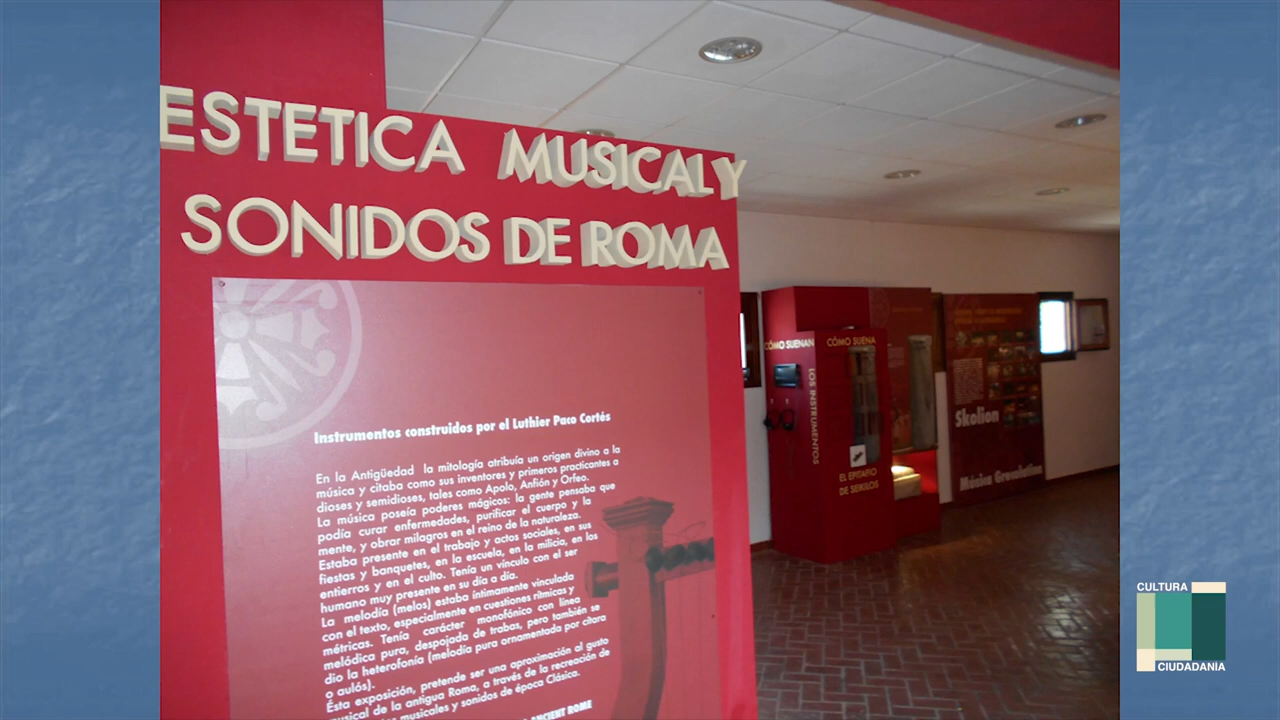 ESTETICA MUSICAL Y
SONIDOS DE ROMA
Instrumentos construidos por el Luthier Paco Cortés
En la Antigüedad la mitología atribuía un origen divino a la
música y citaba como sus inventores y primeros practicantes a
dioses y semidioses, tales como Apolo, Anfión y Orfeo.
La música poseía poderes mágicos: la gente pensaba que
podía curar enfermedades, purificar el cuerpo y la
mente, y obrar milagros en el reino de la naturaleza.
Estaba presente en el trabajo y actos sociales, en sus
fiestas y banquetes, en la escuela, en la milicia, en los
entierros y en el culto. Tenía un vínculo con el ser
humano muy presente en su día a día.
La melodía (melos) estaba íntimamente vinculada
con el texto, especialmente en cuestiones rítmicas y
métricas. Tenía carácter monofónico con línea
melódica pura, despojada de trabas, pero también se
dio la heterofonía (melodía pura ornamentada por cítara
o aulós).
Ésta exposición, pretende ser una aproximación al gusto
musical de la antigua Roma, a través de la recreación de
musicales y sonidos de época Clásica.
ANCIENT ROME
CÓMO SUENAN
LOS INSTRUMENTOS
CÓMO SUENA
EL EPITAFIO
DE SEIKILOS
Skolion
Música Grecolatina
CULTURA
CIUDADANÍA